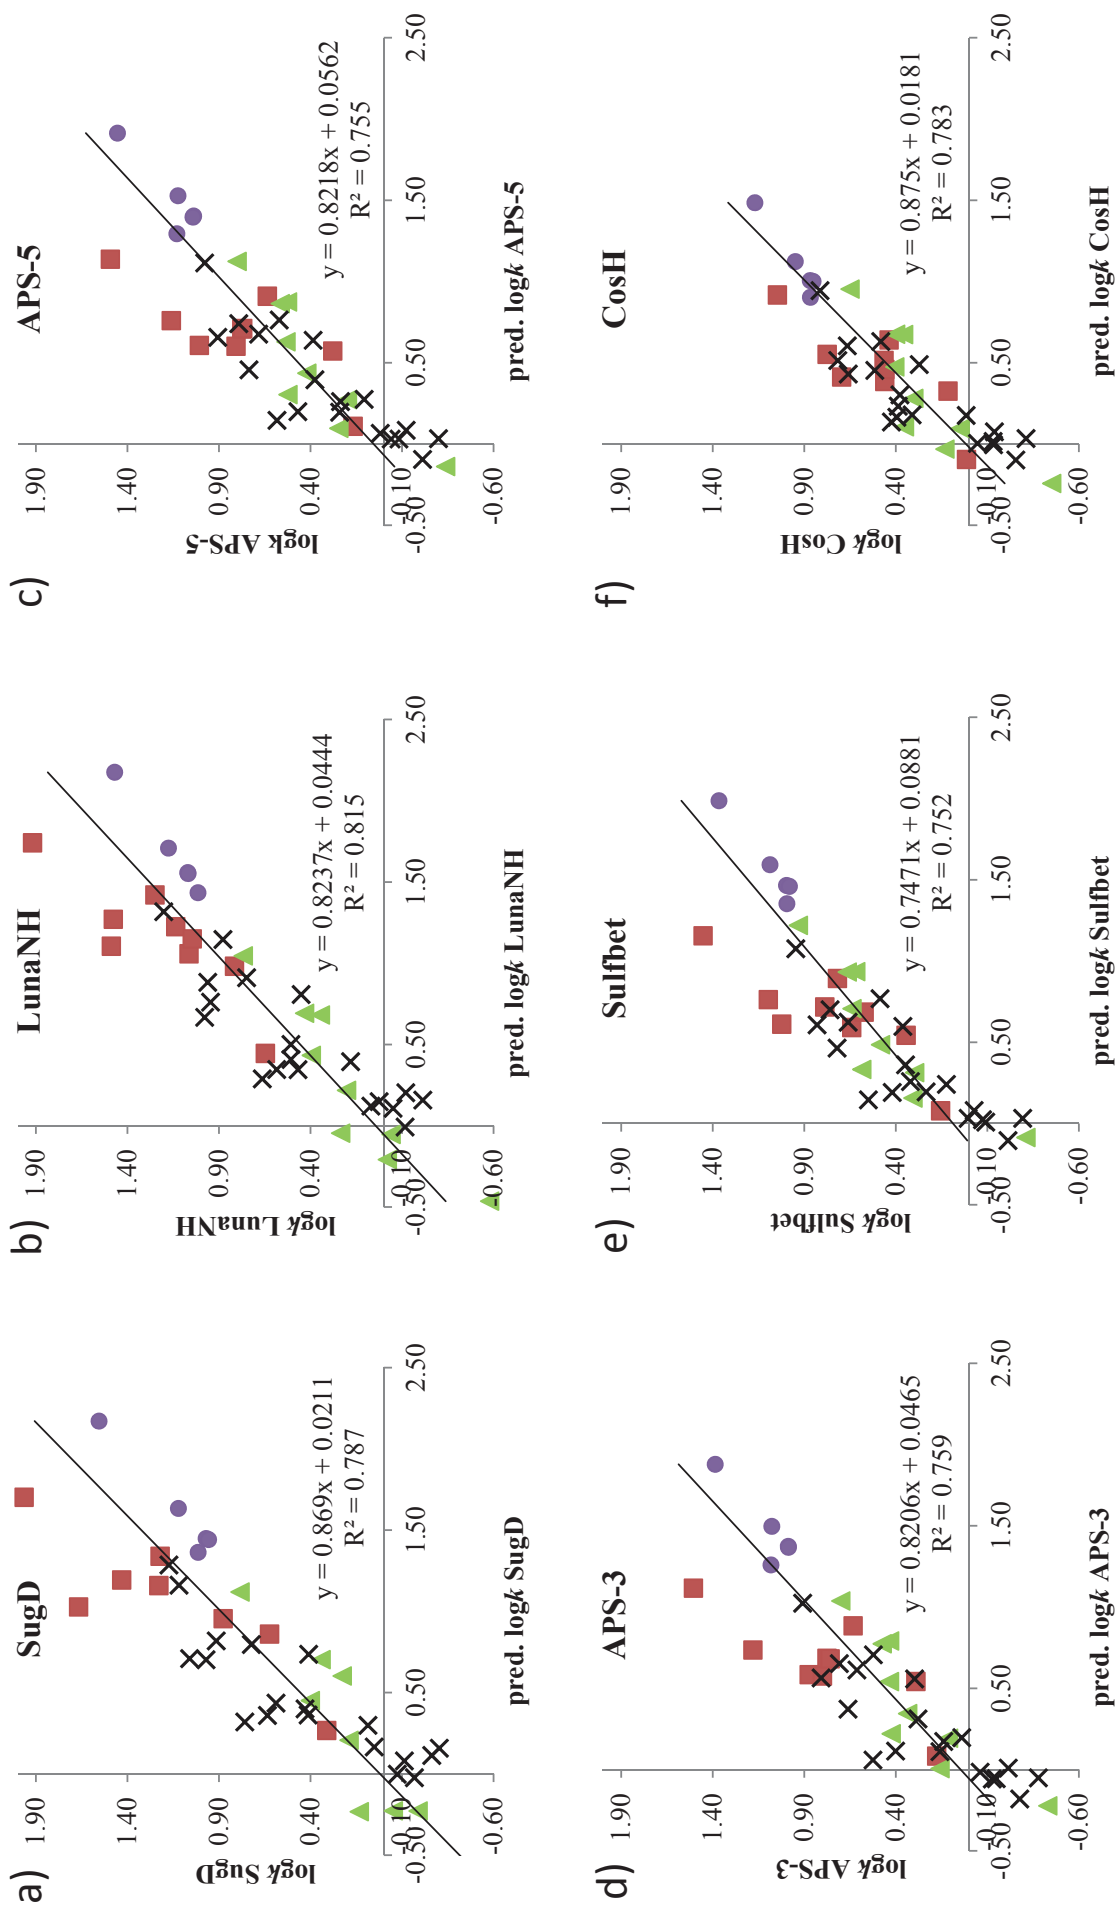 a)
SugD
1.90
1.40
0.90
0.40
-0.10
-0.60
-0.50
0.50
1.50
2.50
logk SugD
y = 0.869x + 0.0211
R² = 0.787
pred. logk SugD
b)
LunaNH
1.90
1.40
0.90
0.40
-0.10
-0.60
-0.50
0.50
1.50
2.50
logk LunaNH
y = 0.8237x + 0.0444
R² = 0.815
pred. logk LunaNH
c)
APS-5
1.90
1.40
0.90
0.40
-0.10
-0.60
-0.50
0.50
1.50
2.50
logk APS-5
y = 0.8218x + 0.0562
R² = 0.755
pred. logk APS-5
d)
APS-3
1.90
1.40
0.90
0.40
-0.10
-0.60
-0.50
0.50
1.50
2.50
logk APS-3
y = 0.8206x + 0.0465
R² = 0.759
pred. logk APS-3
e)
Sulfbet
1.90
1.40
0.90
0.40
-0.10
-0.60
-0.50
0.50
1.50
2.50
logk Sulfbet
y = 0.7471x + 0.0881
R² = 0.752
pred. logk Sulfbet
f)
CosH
1.90
1.40
0.90
0.40
-0.10
-0.60
-0.50
0.50
1.50
2.50
logk CosH
y = 0.875x + 0.0181
R² = 0.783
pred. logk CosH